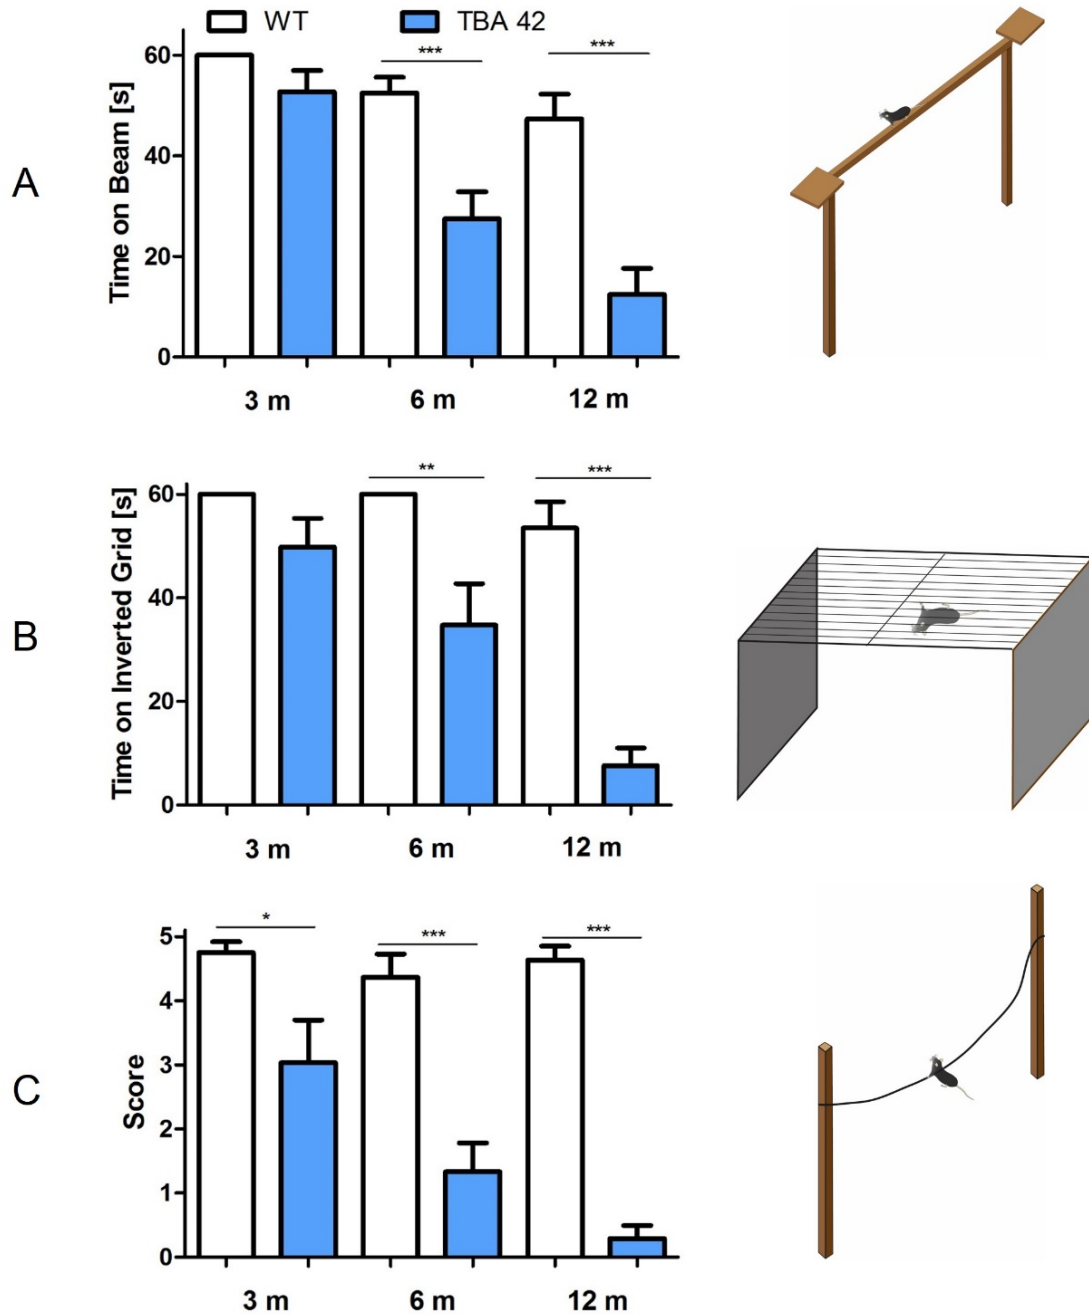 WT TBA 42
A
Time on Beam [s]
60
40
20
0
*** ***
3 m 6 m 12 m
B
Time on Inverted Grid [s]
60
40
20
0
** ***
3 m 6 m 12 m
C
Score
5
4
3
2
1
0
* *** ***
3 m 6 m 12 m